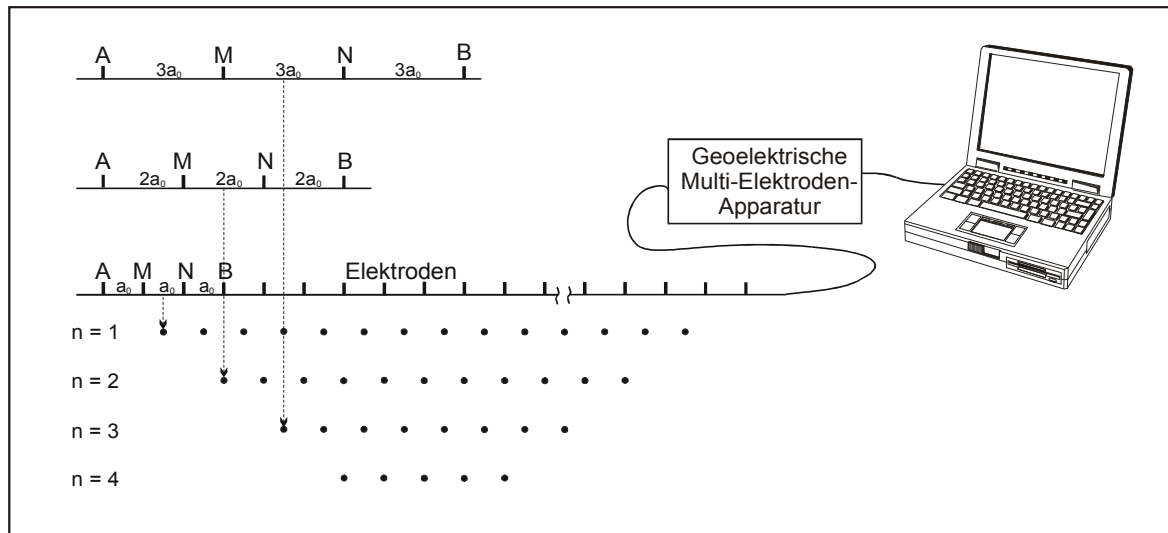 A M N B
3a₀ 3a₀ 3a₀
A M N B
2a₀ 2a₀ 2a₀
Geoelektrische
Multi-Elektroden-
Apparatur
A M N B Elektroden
a₀ a₀ a₀
n = 1
n = 2
n = 3
n = 4